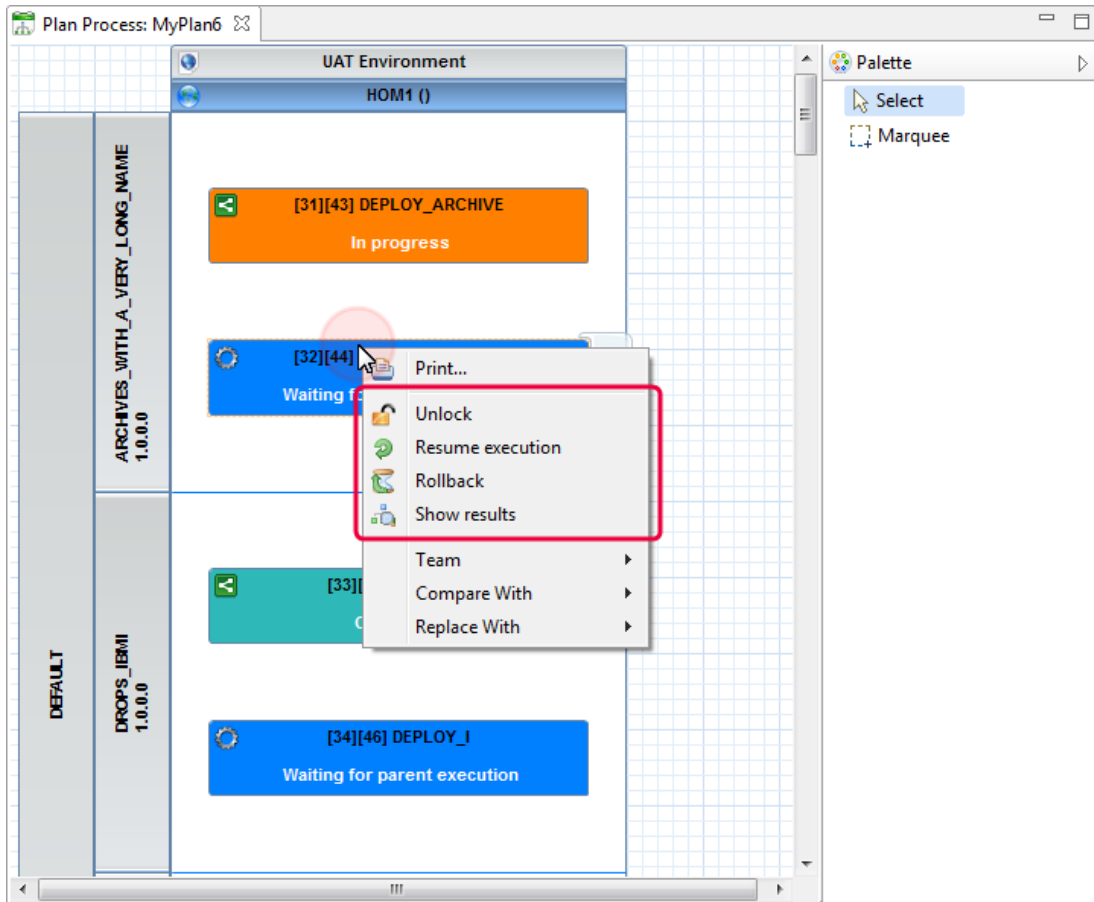 Plan Process: MyPlan6
UAT Environment
HOM1 ()
Palette
Select
Marquee
DEFAULT
ARCHIVES_WITH_A_VERY_LONG_NAME
1.0.0.0
[31][43] DEPLOY_ARCHIVE
In progress
[32][44]
Waiting
Print...
Unlock
Resume execution
Rollback
Show results
Team
Compare With
Replace With
DROPS_IBMI
1.0.0.0
[33][
[34][46] DEPLOY_I
Waiting for parent execution